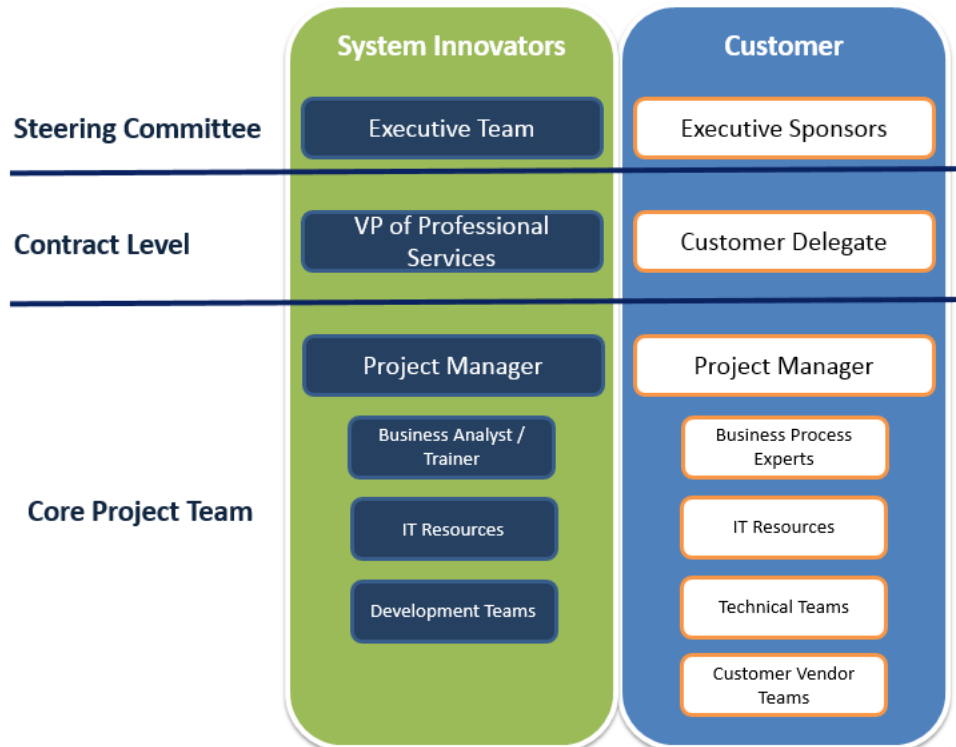 System Innovators
Customer
Steering Committee
Executive Team
Executive Sponsors
Contract Level
VP of Professional
Services
Customer Delegate
Project Manager
Project Manager
Core Project Team
Business Analyst /
Trainer
Business Process
Experts
IT Resources
IT Resources
Development Teams
Technical Teams
Customer Vendor
Teams